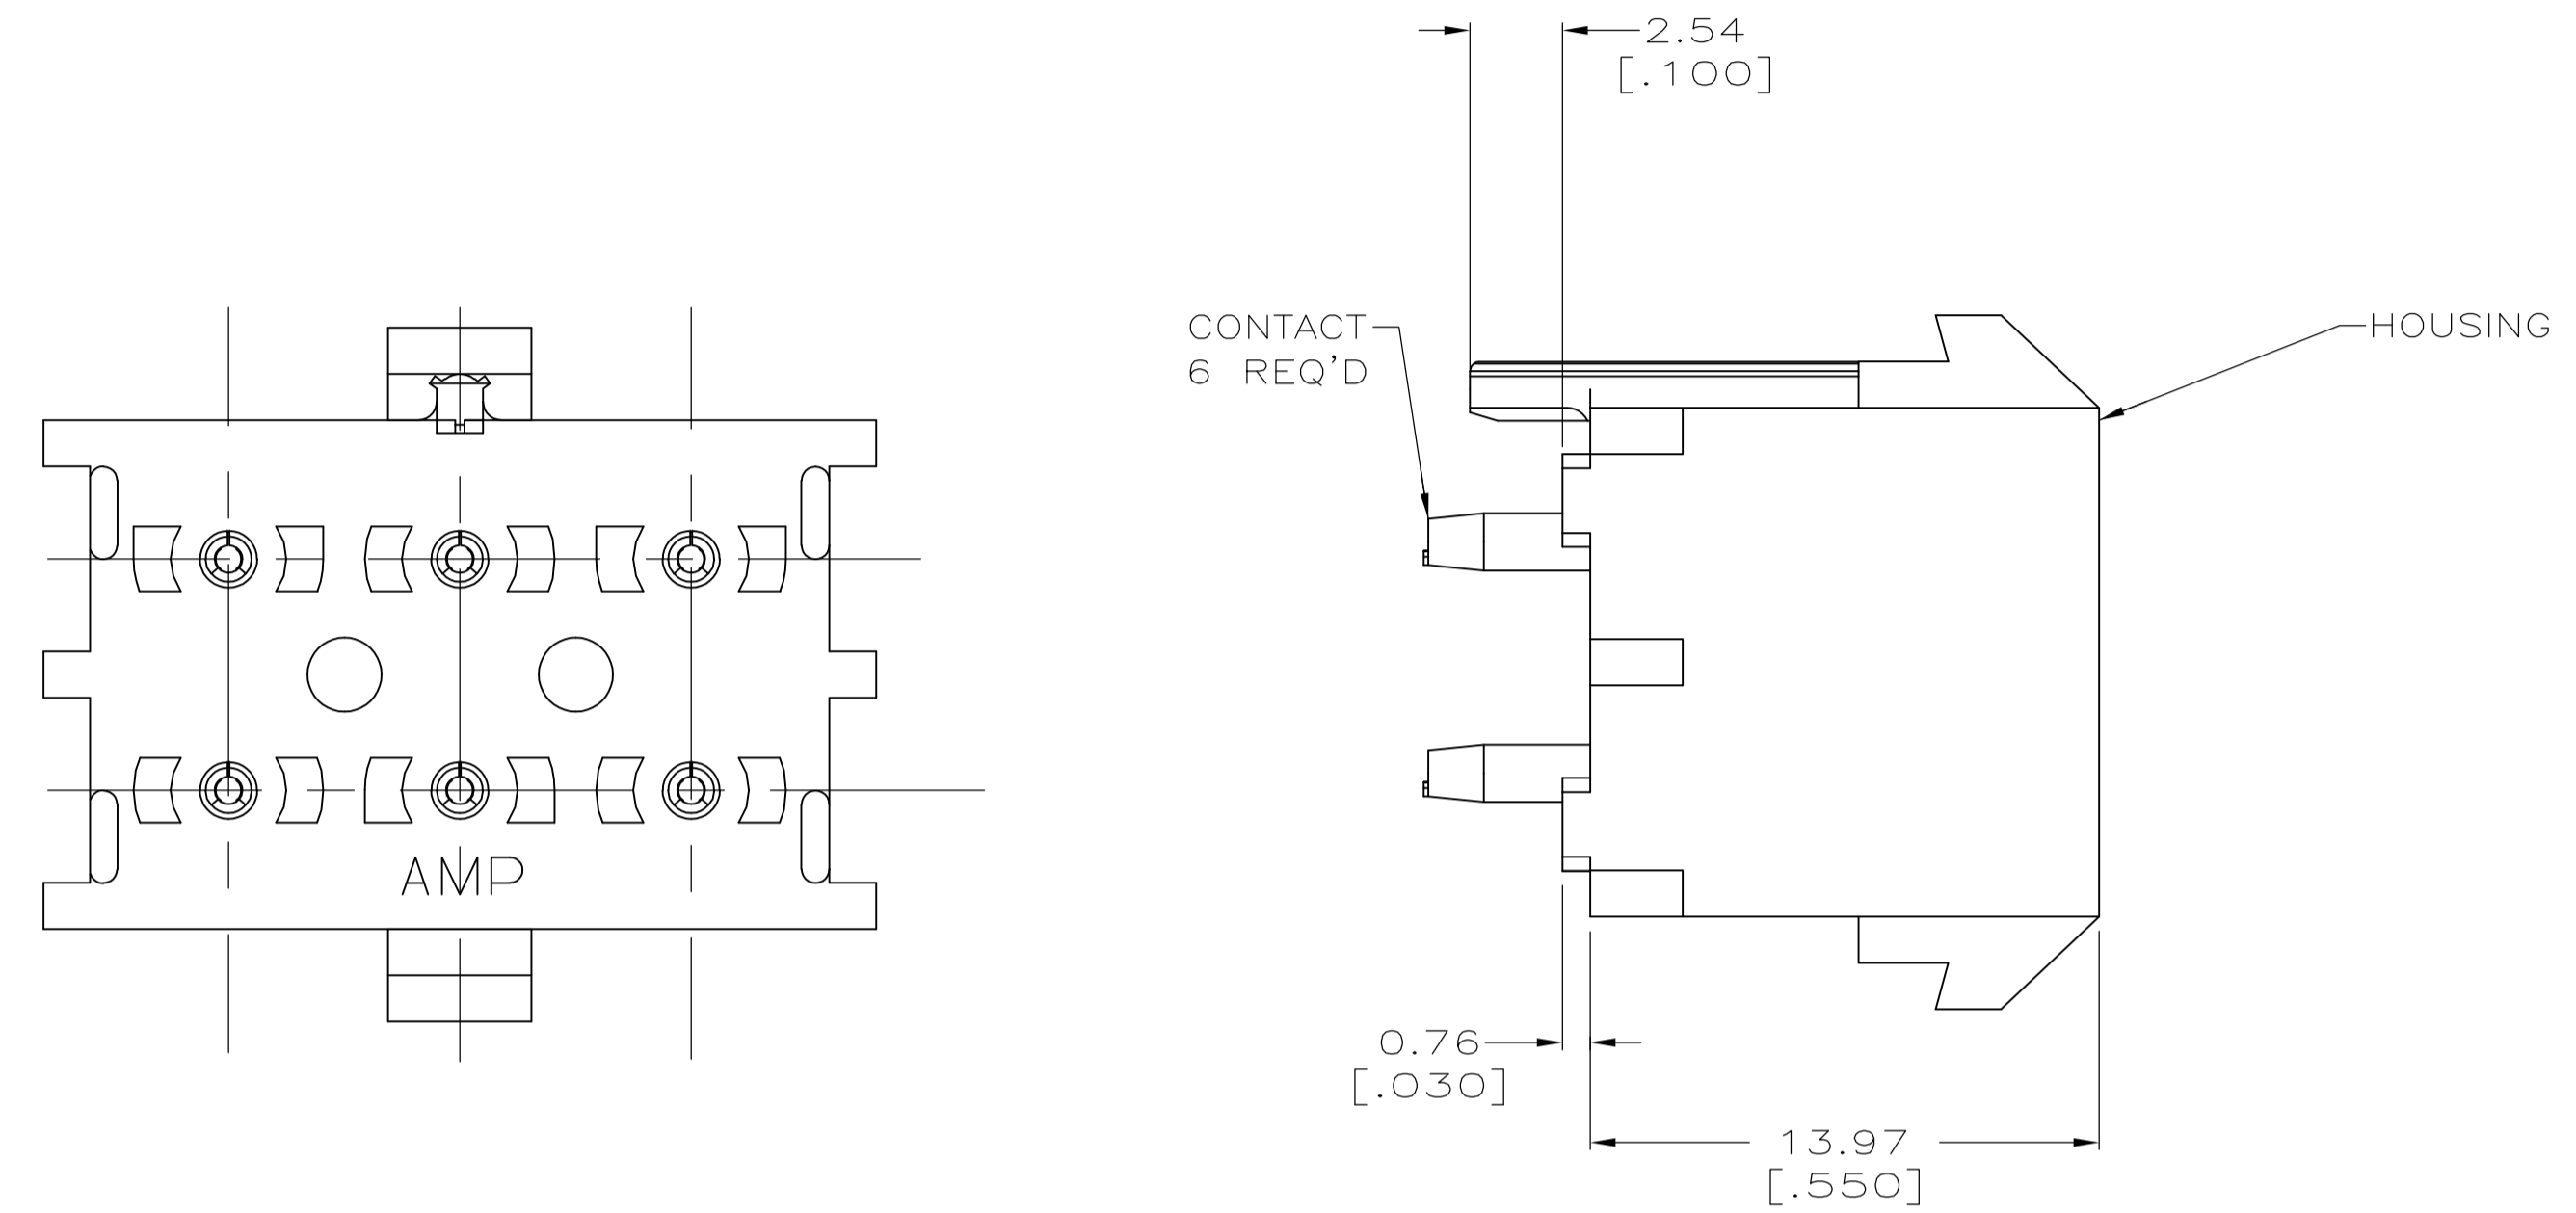 2.54
[.100]
CONTACT
6 REQ'D
HOUSING
AMP
0.76
[.030]
13.97
[.550]